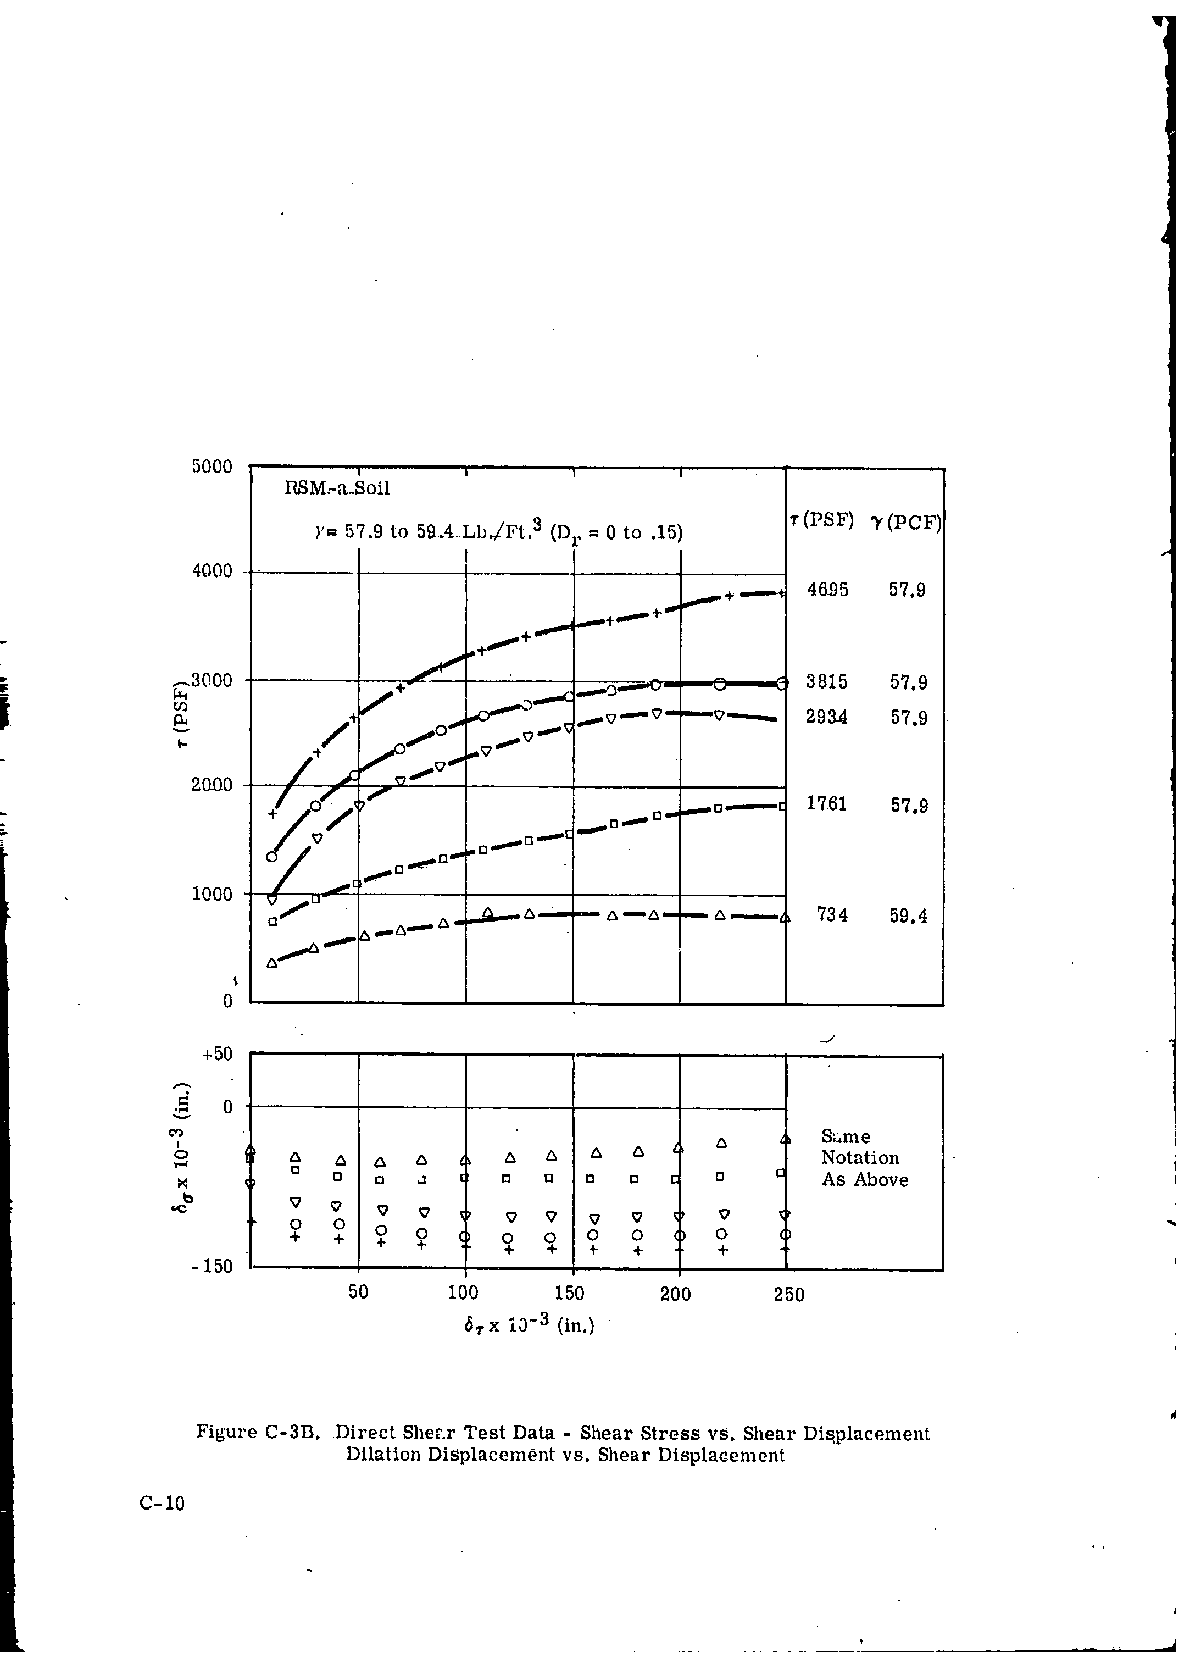 5000
RSM-a Soil
τ (PSF) γ (PCF)
γ = 57.9 to 59.4 Lb./Ft.³ (Dr = 0 to .15)
4000
4695 57.9
3000
3815 57.9
τ (PSF)
2934 57.9
2000
1761 57.9
1000
734 59.4
0
+50
0
δσ x 10⁻³ (in.)
Same
Notation
As Above
-150
50 100 150 200 250
δτ x 10⁻³ (in.)
Figure C-3B. Direct Shear Test Data - Shear Stress vs. Shear Displacement
Dilation Displacement vs. Shear Displacement
C-10